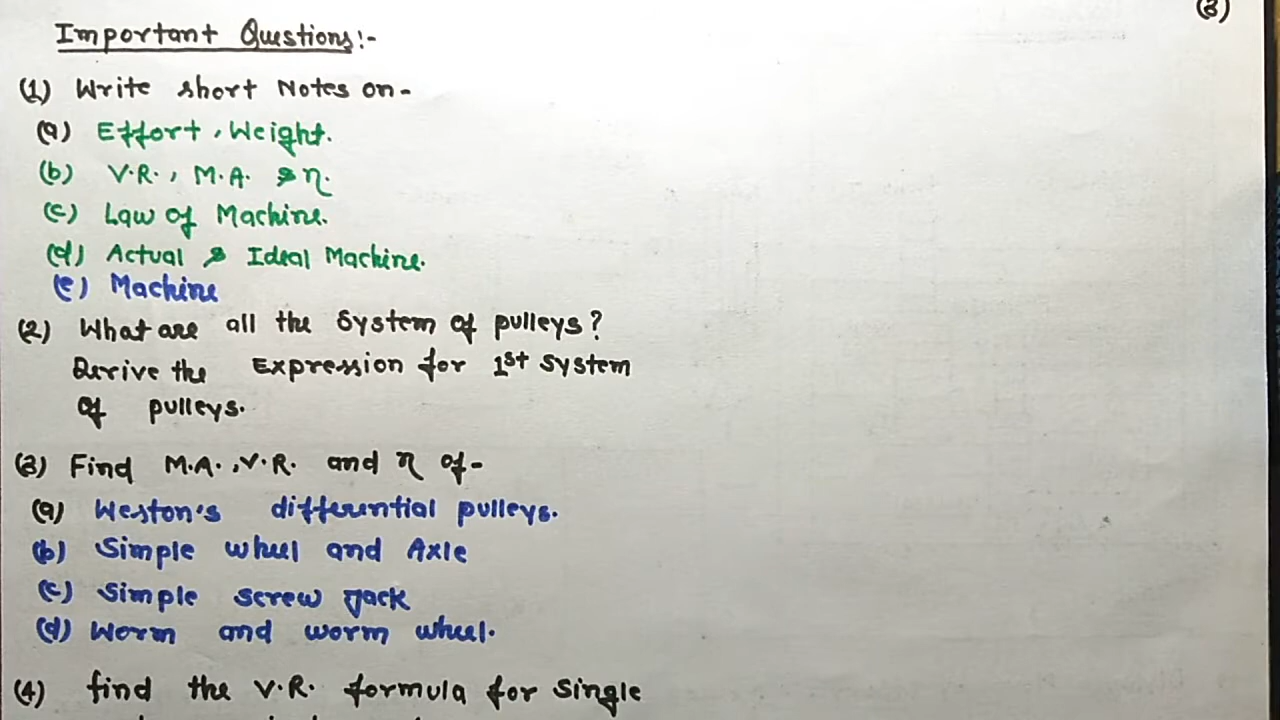 (3)
Important Questions:-
(1) Write short Notes on-
(a) Effort, Weight.
(b) V.R., M.A. & η.
(c) Law of Machine.
(d) Actual & Ideal Machine.
(e) Machine
(2) What are all the System of pulleys?
Derive the Expression for 1st system
of pulleys.
(3) Find M.A., V.R. and η of-
(a) Weston's differential pulleys.
(b) Simple wheel and Axle
(c) Simple screw Jack
(d) Worm and worm wheel.
(4) find the V.R. formula for Single